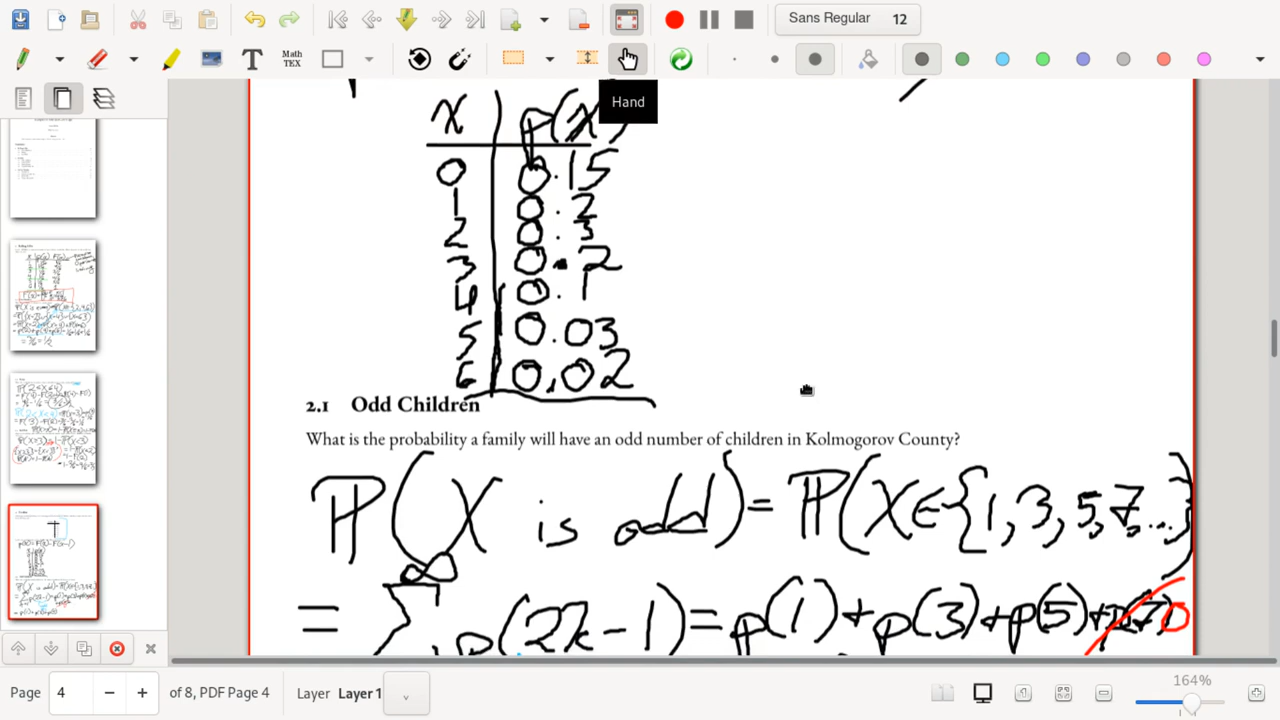 Sans Regular 12
Math
TEX
Hand
x p(x)
0 0.15
1 0.2
2 0.3
3 0.2
4 0.1
5 0.03
6 0.02
2.1 Odd Children
What is the probability a family will have an odd number of children in Kolmogorov County?
ℙ(X is odd) = ℙ(X∈{1,3,5,7...}
= ∞ Σ p(2k-1) = p(1)+p(3)+p(5)+p(7) 0
Page 4 of 8, PDF Page 4 Layer Layer 1 164%